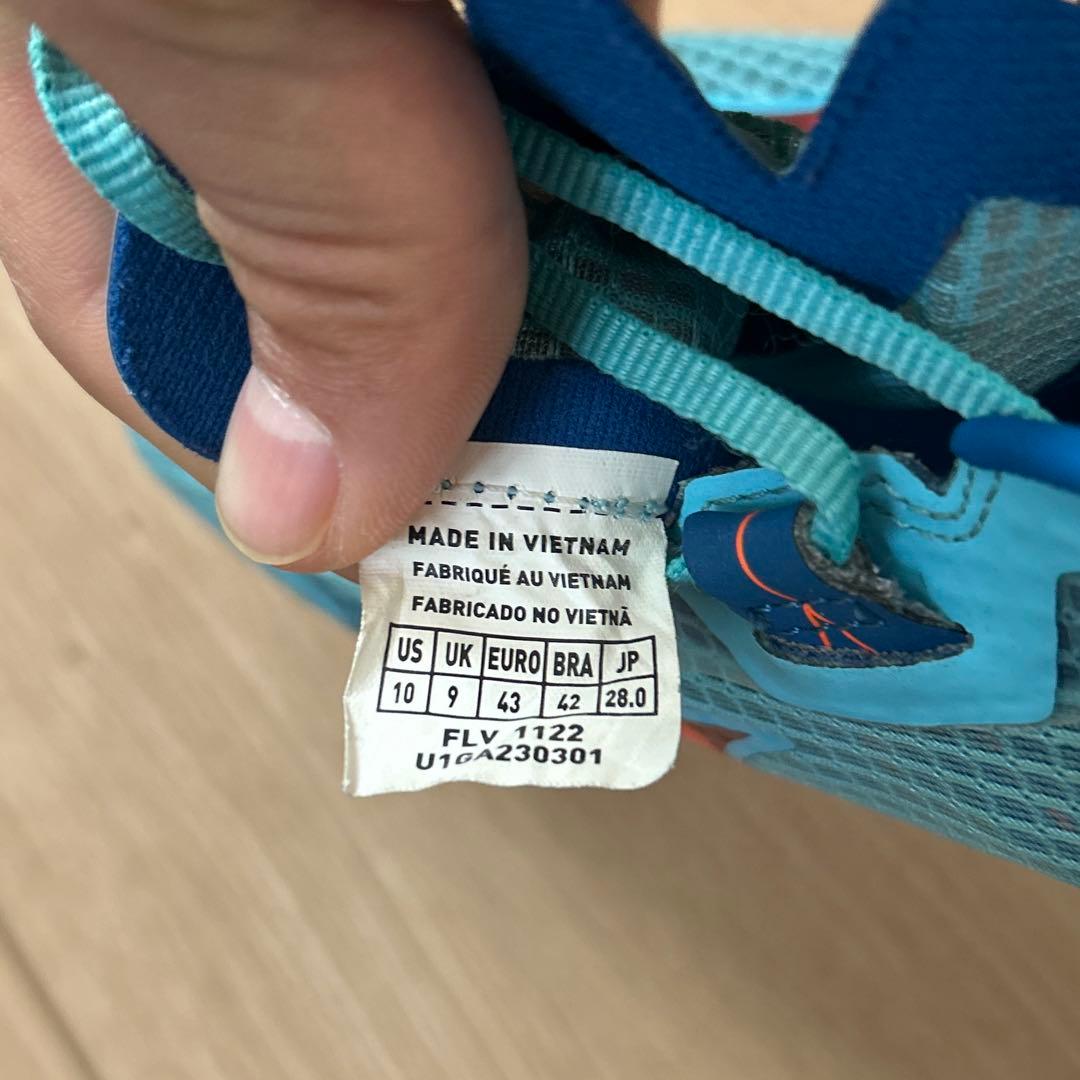 MADE IN VIETNAM
FABRIQUÉ AU VIETNAM
FABRICADO NO VIETNÃ
US UK EURO BRA JP
10 9 43 42 28.0
FLV 1122
U1GA230301